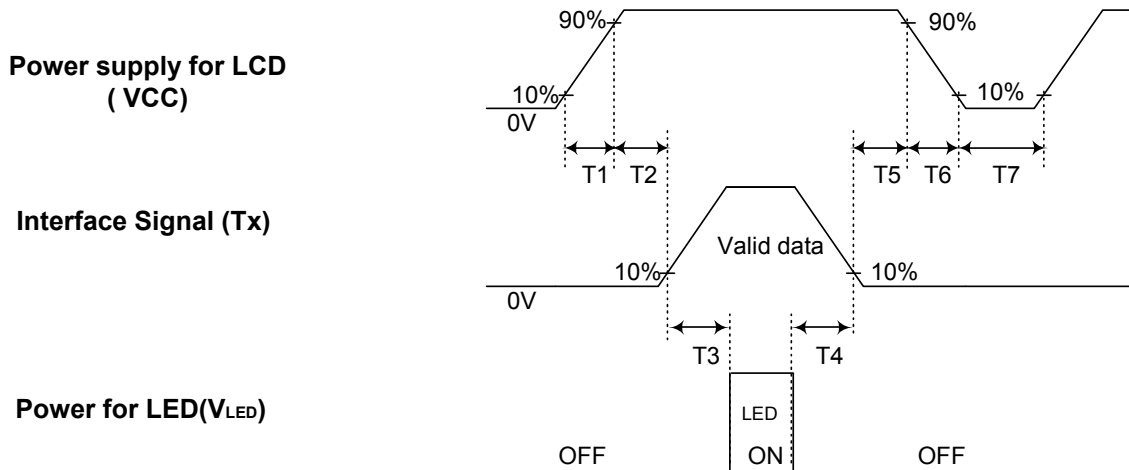 90%
90%
Power supply for LCD
( VCC)
10%
10%
0V
T1
T2
T5
T6
T7
Interface Signal (Tx)
Valid data
10%
10%
0V
T3
T4
Power for LED(VLED)
LED
OFF
ON
OFF